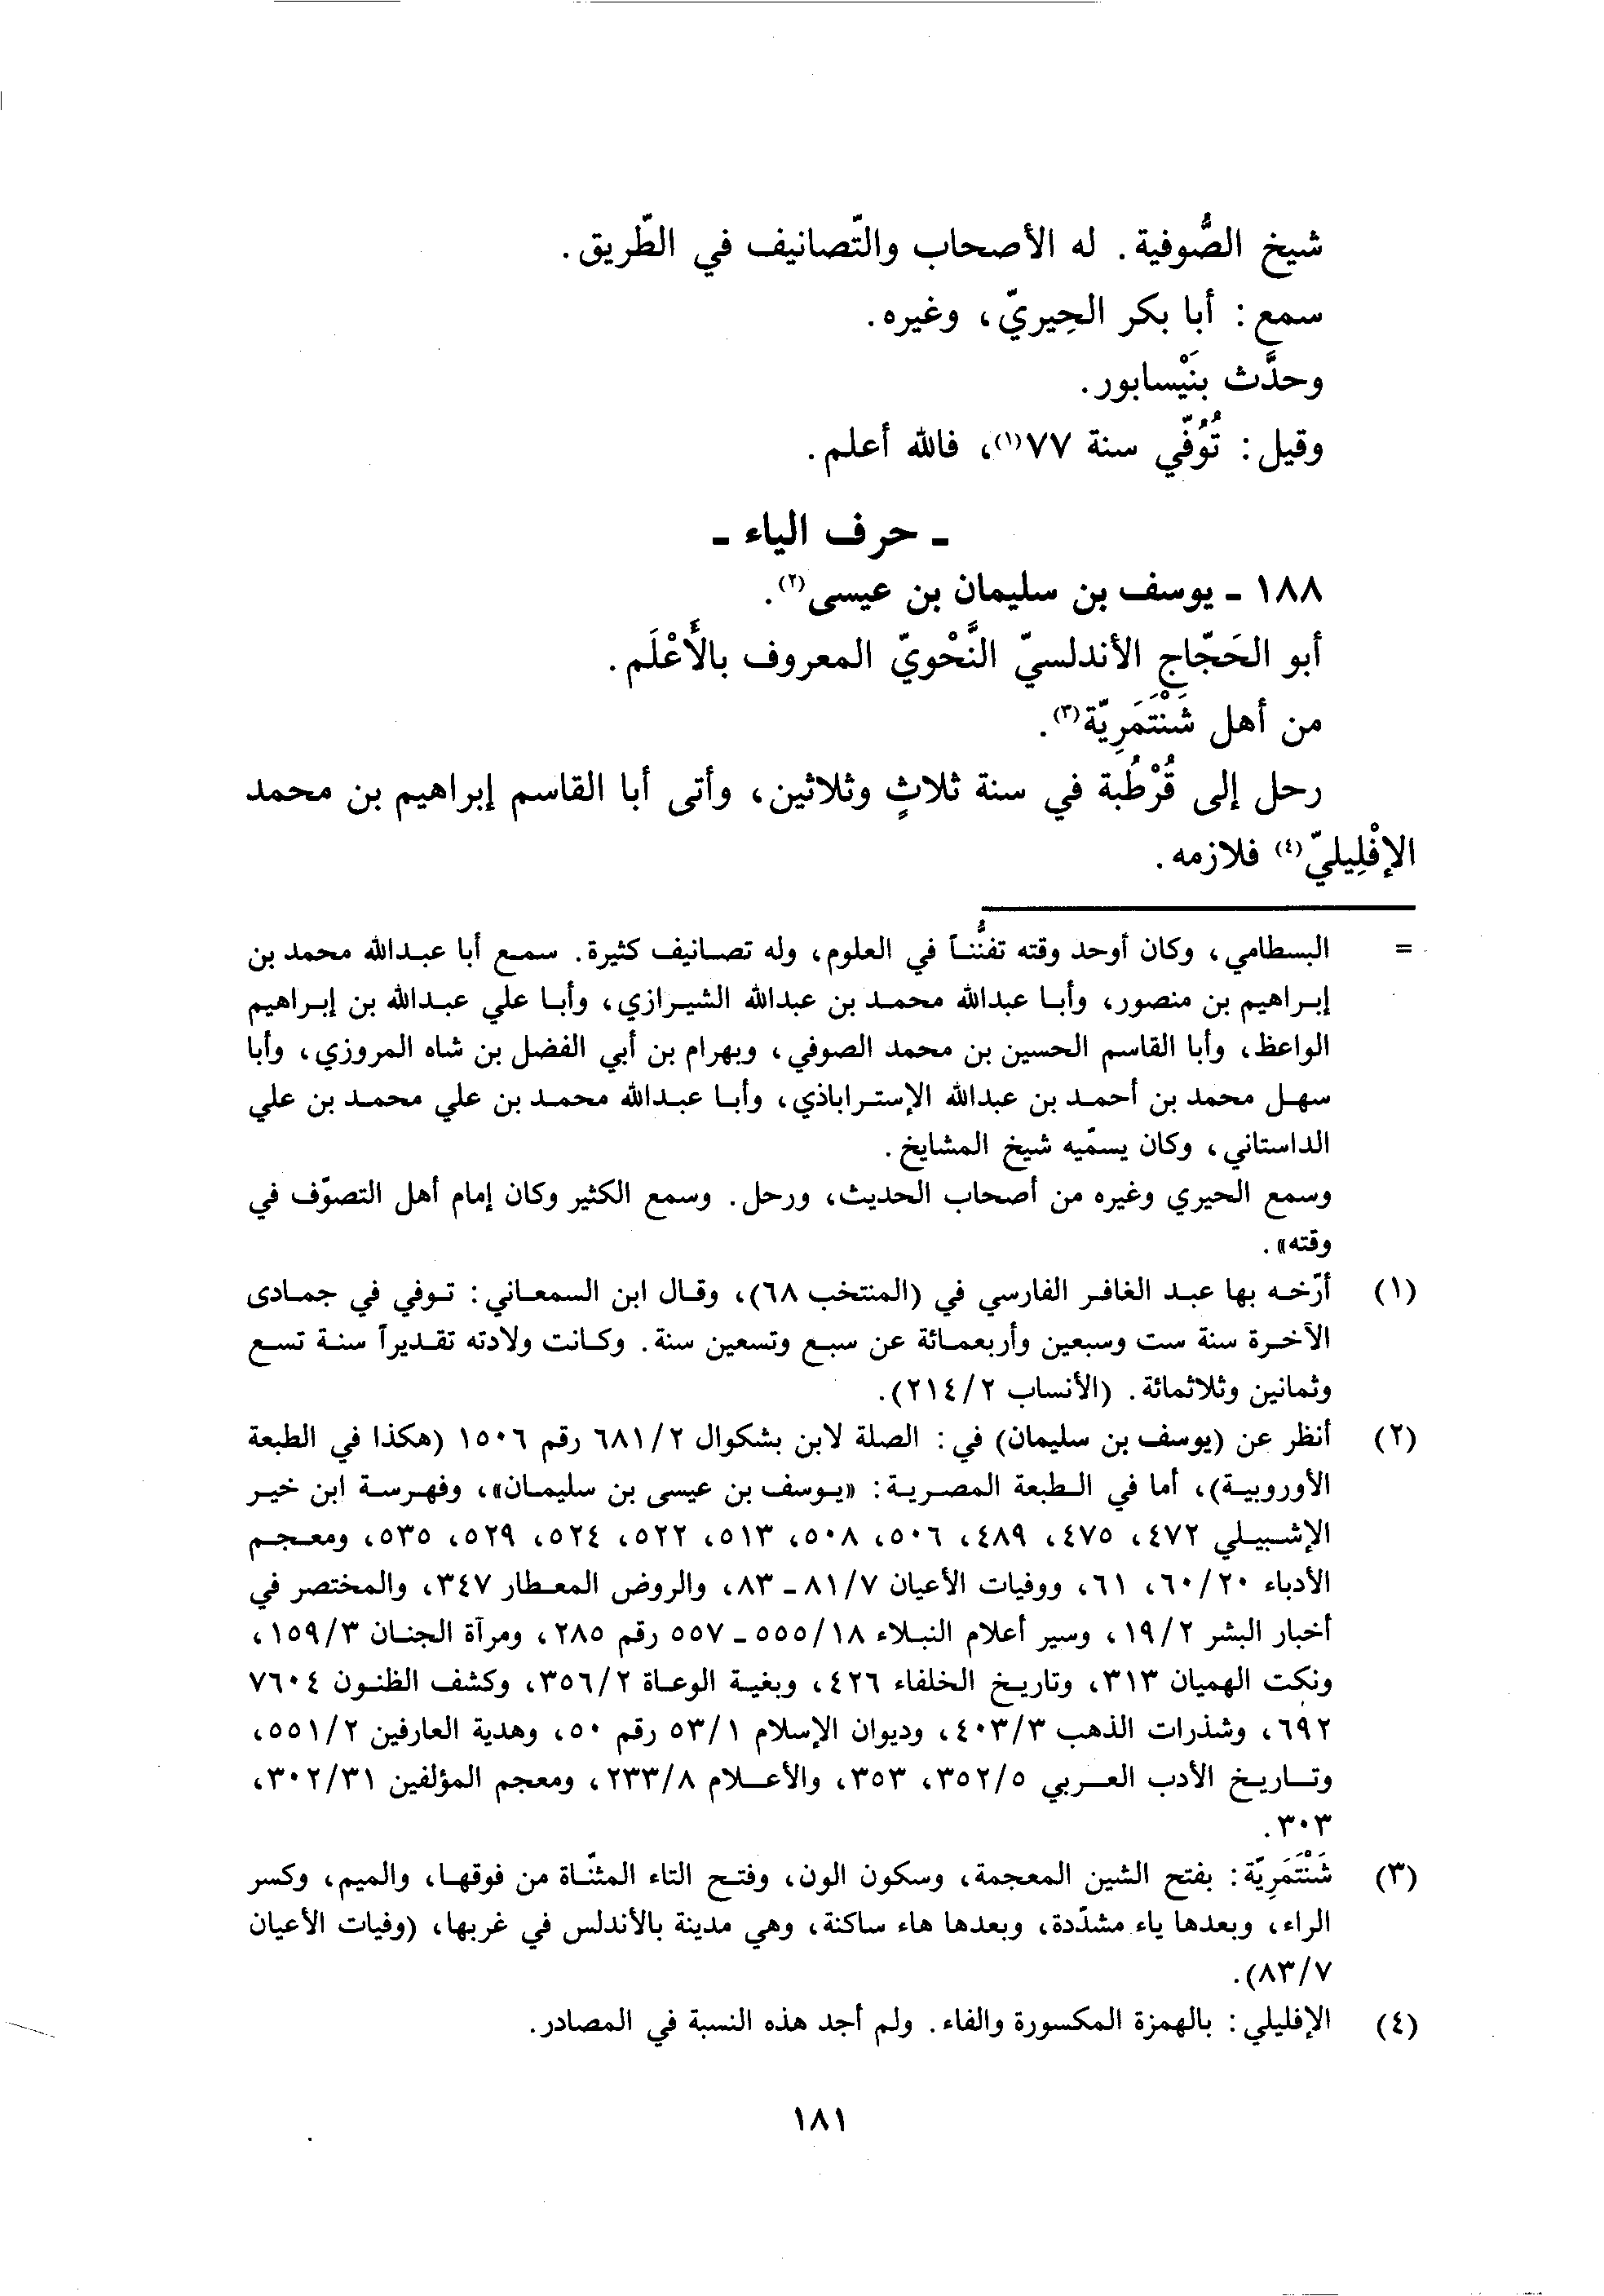 شيخ الصُّوفية. له الأصحاب والتّصانيف في الطّريق.
سمع: أبا بكر الحِيريّ، وغيره.
وحدَّث بنَيْسابور.
وقيل: تُوُفّي سنة ٧٧(١)، فالله أعلم.
ـ حرف الياء ـ
١٨٨ ـ يوسف بن سليمان بن عيسى(٢).
أبو الحَجّاج الأندلسيّ النَّحْويّ المعروف بالأَعْلَم.
من أهل شَنْتَمَرِيّة(٣).
رحل إلى قُرْطُبة في سنة ثلاثٍ وثلاثين، وأتى أبا القاسم إبراهيم بن محمد
الإفْلِيليّ(٤) فلازمه.
= البسطامي، وكان أوحد وقته تفنُّناً في العلوم، وله تصانيف كثيرة. سمع أبا عبدالله محمد بن
إبراهيم بن منصور، وأبا عبدالله محمد بن عبدالله الشيرازي، وأبا علي عبدالله بن إبراهيم
الواعظ، وأبا القاسم الحسين بن محمد الصوفي، وبهرام بن أبي الفضل بن شاه المروزي، وأبا
سهل محمد بن أحمد بن عبدالله الإستراباذي، وأبا عبدالله محمد بن علي محمد بن علي
الداستاني، وكان يسمّيه شيخ المشايخ.
وسمع الحيري وغيره من أصحاب الحديث، ورحل. وسمع الكثير وكان إمام أهل التصوّف في
وقته».
(١) أرّخه بها عبد الغافر الفارسي في (المنتخب ٦٨)، وقال ابن السمعاني: توفي في جمادى
الآخرة سنة ست وسبعين وأربعمائة عن سبع وتسعين سنة. وكانت ولادته تقديراً سنة تسع
وثمانين وثلاثمائة. (الأنساب ٢/٢١٤).
(٢) أنظر عن (يوسف بن سليمان) في: الصلة لابن بشكوال ٢/٦٨١ رقم ١٥٠٦ (هكذا في الطبعة
الأوروبية)، أما في الطبعة المصرية: «يوسف بن عيسى بن سليمان»، وفهرسة ابن خير
الإشبيلي ٤٧٢، ٤٧٥، ٤٨٩، ٥٠٦، ٥٠٨، ٥١٣، ٥٢٢، ٥٢٤، ٥٢٩، ٥٣٥، ومعجم
الأدباء ٢٠/٦٠، ٦١، ووفيات الأعيان ٧/٨١ ـ ٨٣، والروض المعطار ٣٤٧، والمختصر في
أخبار البشر ٢/١٩، وسير أعلام النبلاء ١٨/٥٥٥ ـ ٥٥٧ رقم ٢٨٥، ومرآة الجنان ٣/١٥٩،
ونكت الهميان ٣١٣، وتاريخ الخلفاء ٤٢٦، وبغية الوعاة ٢/٣٥٦، وكشف الظنون ٧٦٠٤
٦٩٢، وشذرات الذهب ٣/٤٠٣، وديوان الإسلام ١/٥٣ رقم ٥٠، وهدية العارفين ٢/٥٥١،
وتاريخ الأدب العربي ٥/٣٥٢، ٣٥٣، والأعلام ٨/٢٣٣، ومعجم المؤلفين ٣١/٣٠٢،
٣٠٣.
(٣) شَنْتَمَرِيّة: بفتح الشين المعجمة، وسكون الون، وفتح التاء المثنّاة من فوقها، والميم، وكسر
الراء، وبعدها ياء مشدّدة، وبعدها هاء ساكنة، وهي مدينة بالأندلس في غربها، (وفيات الأعيان
٧/٨٣).
(٤) الإفليلي: بالهمزة المكسورة والفاء. ولم أجد هذه النسبة في المصادر.
١٨١